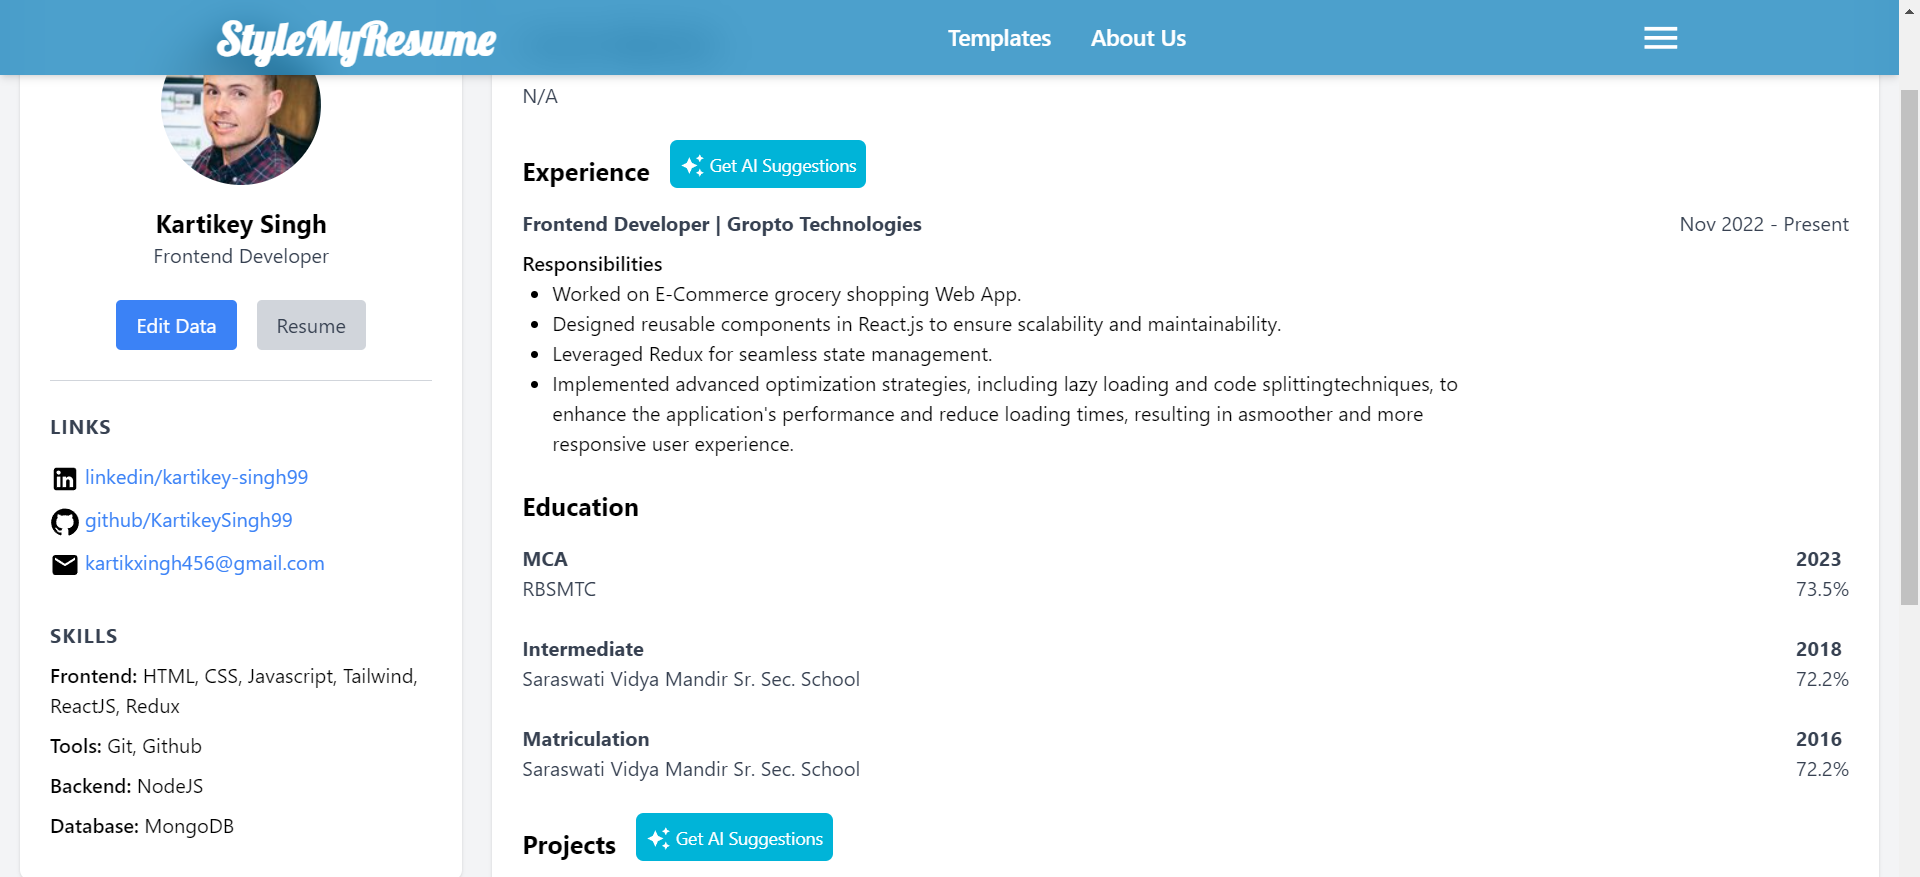 StyleMyResume
Templates
About Us
Kartikey Singh
Frontend Developer
Edit Data
Resume
LINKS
linkedin/kartikey-singh99
github/KartikeySingh99
kartikxingh456@gmail.com
SKILLS
Frontend: HTML, CSS, Javascript, Tailwind,
ReactJS, Redux
Tools: Git, Github
Backend: NodeJS
Database: MongoDB
N/A
Experience
Get AI Suggestions
Frontend Developer | Gropto Technologies
Nov 2022 - Present
Responsibilities
• Worked on E-Commerce grocery shopping Web App.
• Designed reusable components in React.js to ensure scalability and maintainability.
• Leveraged Redux for seamless state management.
• Implemented advanced optimization strategies, including lazy loading and code splittingtechniques, to
enhance the application's performance and reduce loading times, resulting in asmoother and more
responsive user experience.
Education
MCA
2023
RBSMTC
73.5%
Intermediate
2018
Saraswati Vidya Mandir Sr. Sec. School
72.2%
Matriculation
2016
Saraswati Vidya Mandir Sr. Sec. School
72.2%
Projects
Get AI Suggestions